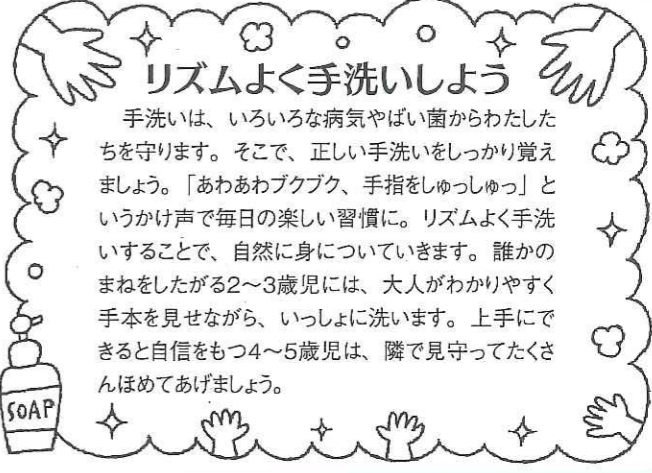 リズムよく手洗いしよう
手洗いは、いろいろな病気やばい菌からわたした
ちを守ります。そこで、正しい手洗いをしっかり覚え
ましょう。「あわあわブクブク、手指をしゅっしゅっ」と
いうかけ声で毎日の楽しい習慣に。リズムよく手洗
いすることで、自然に身についていきます。誰かの
まねをしたがる2～3歳児には、大人がわかりやすく
手本を見せながら、いっしょに洗います。上手にで
きると自信をもつ4～5歳児は、隣で見守ってたくさ
んほめてあげましょう。
SOAP